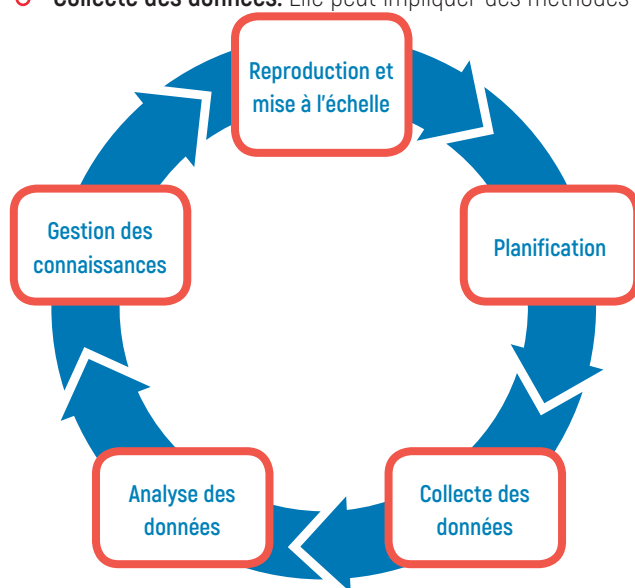 Collecte des données. Elle peut impliquer des méthodes
Reproduction et
mise à l'échelle
Planification
Collecte des
données
Analyse des
données
Gestion des
connaissances